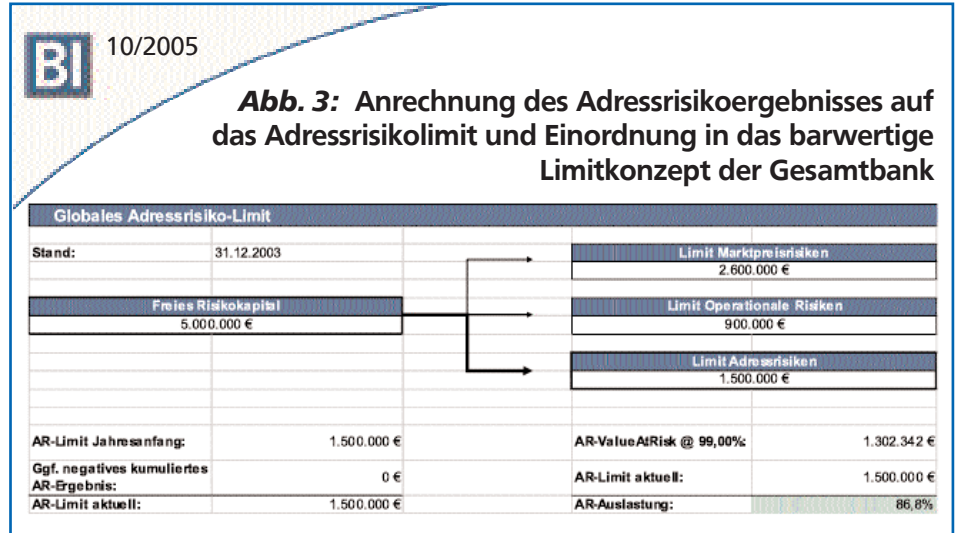 BI
10/2005
Abb. 3: Anrechnung des Adressrisikoergebnisses auf
das Adressrisikolimit und Einordnung in das barwertige
Limitkonzept der Gesamtbank
Globales Adressrisiko-Limit
Stand: 31.12.2003
Limit Marktpreisrisiken
2.600.000 €
Freies Risikokapital
5.000.000 €
Limit Operationale Risiken
900.000 €
Limit Adressrisiken
1.500.000 €
AR-Limit Jahresanfang: 1.500.000 € AR-ValueAtRisk @ 99,00%: 1.302.342 €
Ggf. negatives kumuliertes
AR-Ergebnis: 0 € AR-Limit aktuell: 1.500.000 €
AR-Limit aktuell: 1.500.000 € AR-Auslastung: 86,8%